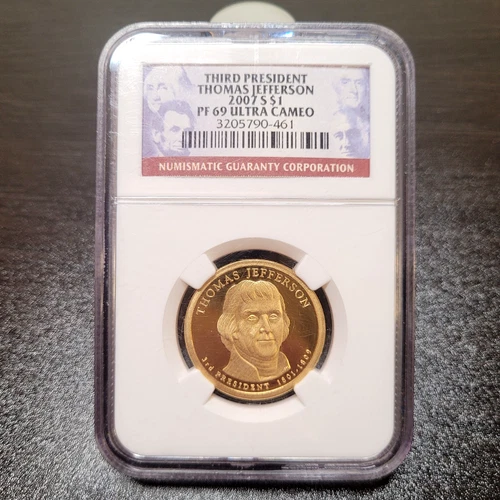 THIRD PRESIDENT
THOMAS JEFFERSON
2007 S $1
PF 69 ULTRA CAMEO
3205790-461
NUMISMATIC GUARANTY CORPORATION
THOMAS JEFFERSON
3rd PRESIDENT 1801-1809